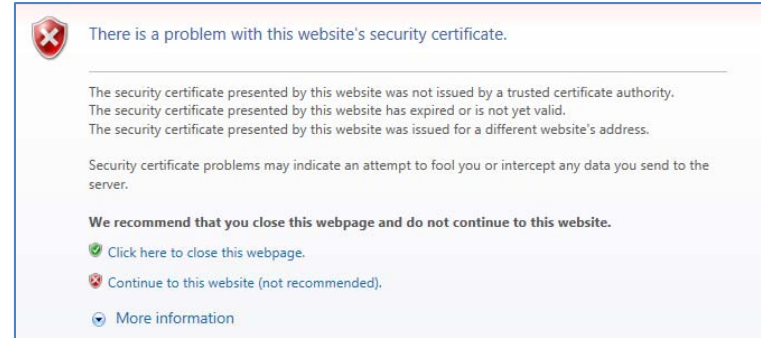 There is a problem with this website's security certificate.
The security certificate presented by this website was not issued by a trusted certificate authority.
The security certificate presented by this website has expired or is not yet valid.
The security certificate presented by this website was issued for a different website's address.
Security certificate problems may indicate an attempt to fool you or intercept any data you send to the
server.
We recommend that you close this webpage and do not continue to this website.
Click here to close this webpage.
Continue to this website (not recommended).
More information